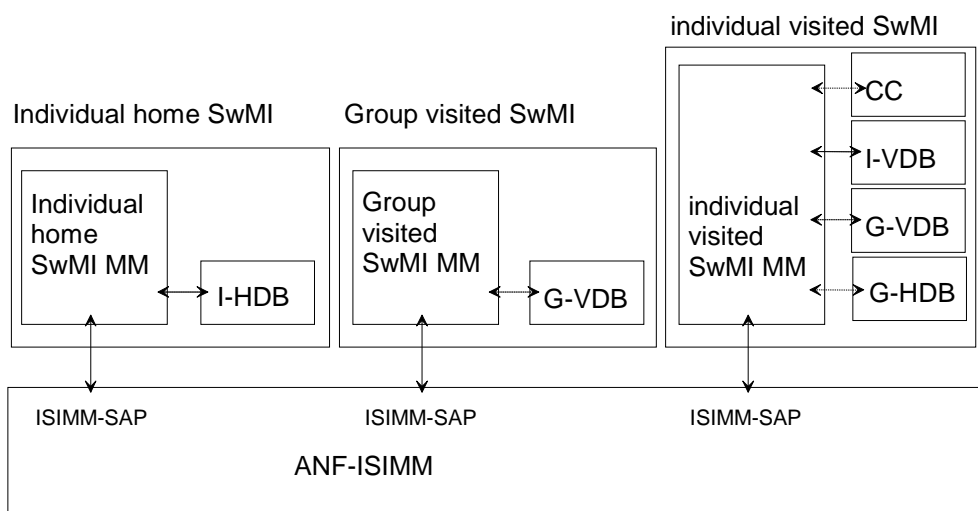 individual visited SwMI
Individual home SwMI
Group visited SwMI
CC
I-VDB
G-VDB
G-HDB
individual
visited
SwMI MM
Individual
home
SwMI MM
I-HDB
Group
visited
SwMI MM
G-VDB
ISIMM-SAP
ISIMM-SAP
ISIMM-SAP
ANF-ISIMM